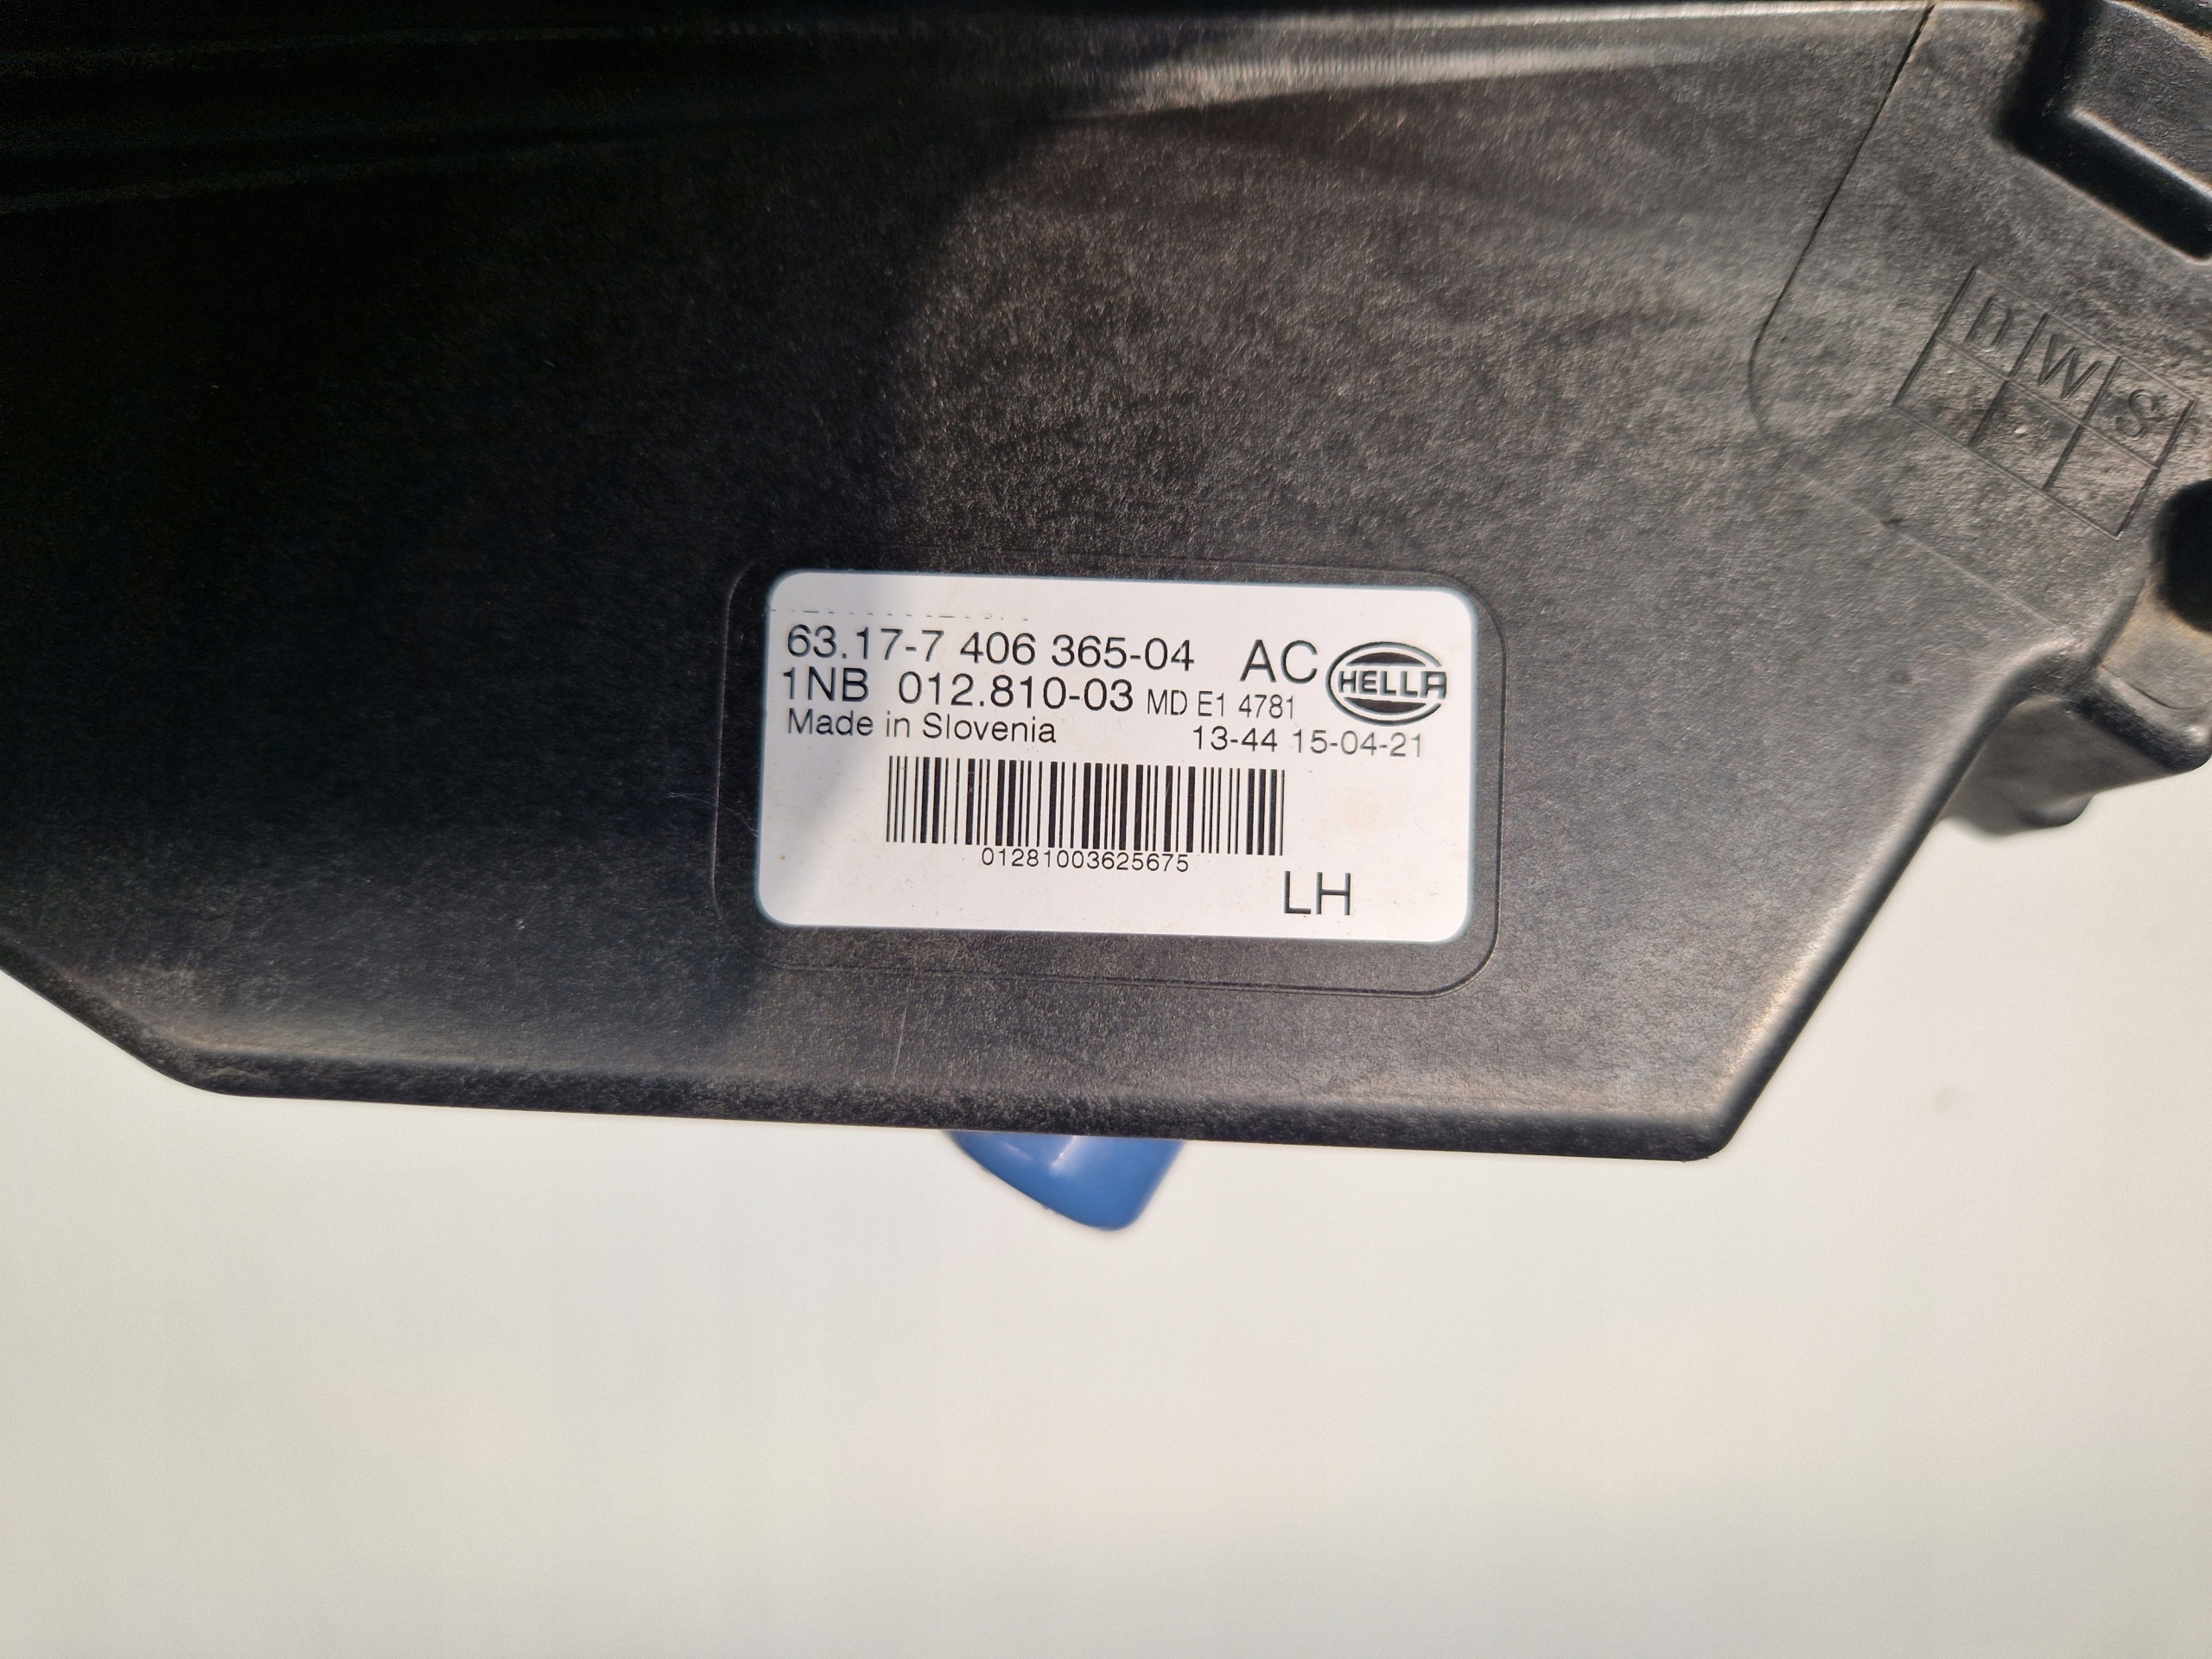 63.17-7 406 365-04 AC HELLA
1NB 012.810-03 MD E1 4781
Made in Slovenia 13-44 15-04-21
01281003625675
LH
D W S